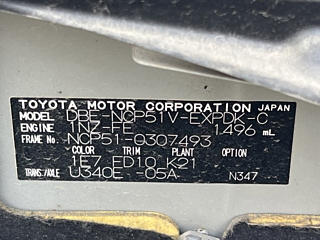 TOYOTA MOTOR CORPORATION JAPAN
MODEL DBE-NCP51V-EXPDK-C
ENGINE 1NZ-FE 1,496 mL
FRAME No. NCP51-0307493
COLOR TRIM PLANT OPTION
1E7 FD10 K21
TRANS./AXLE U340E -05A- N347